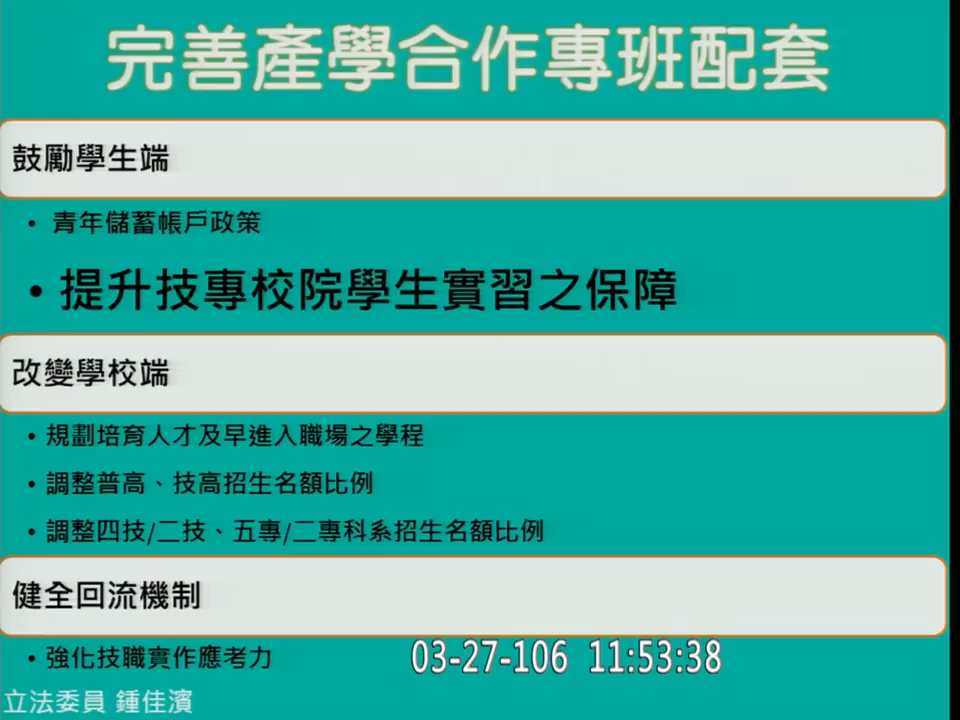 完善產學合作專班配套
鼓勵學生端
• 青年儲蓄帳戶政策
• 提升技專校院學生實習之保障
改變學校端
• 規劃培育人才及早進入職場之學程
• 調整普高、技高招生名額比例
• 調整四技/二技、五專/二專科系招生名額比例
健全回流機制
• 強化技職實作應考力
03-27-106 11:53:38
立法委員 鍾佳濱